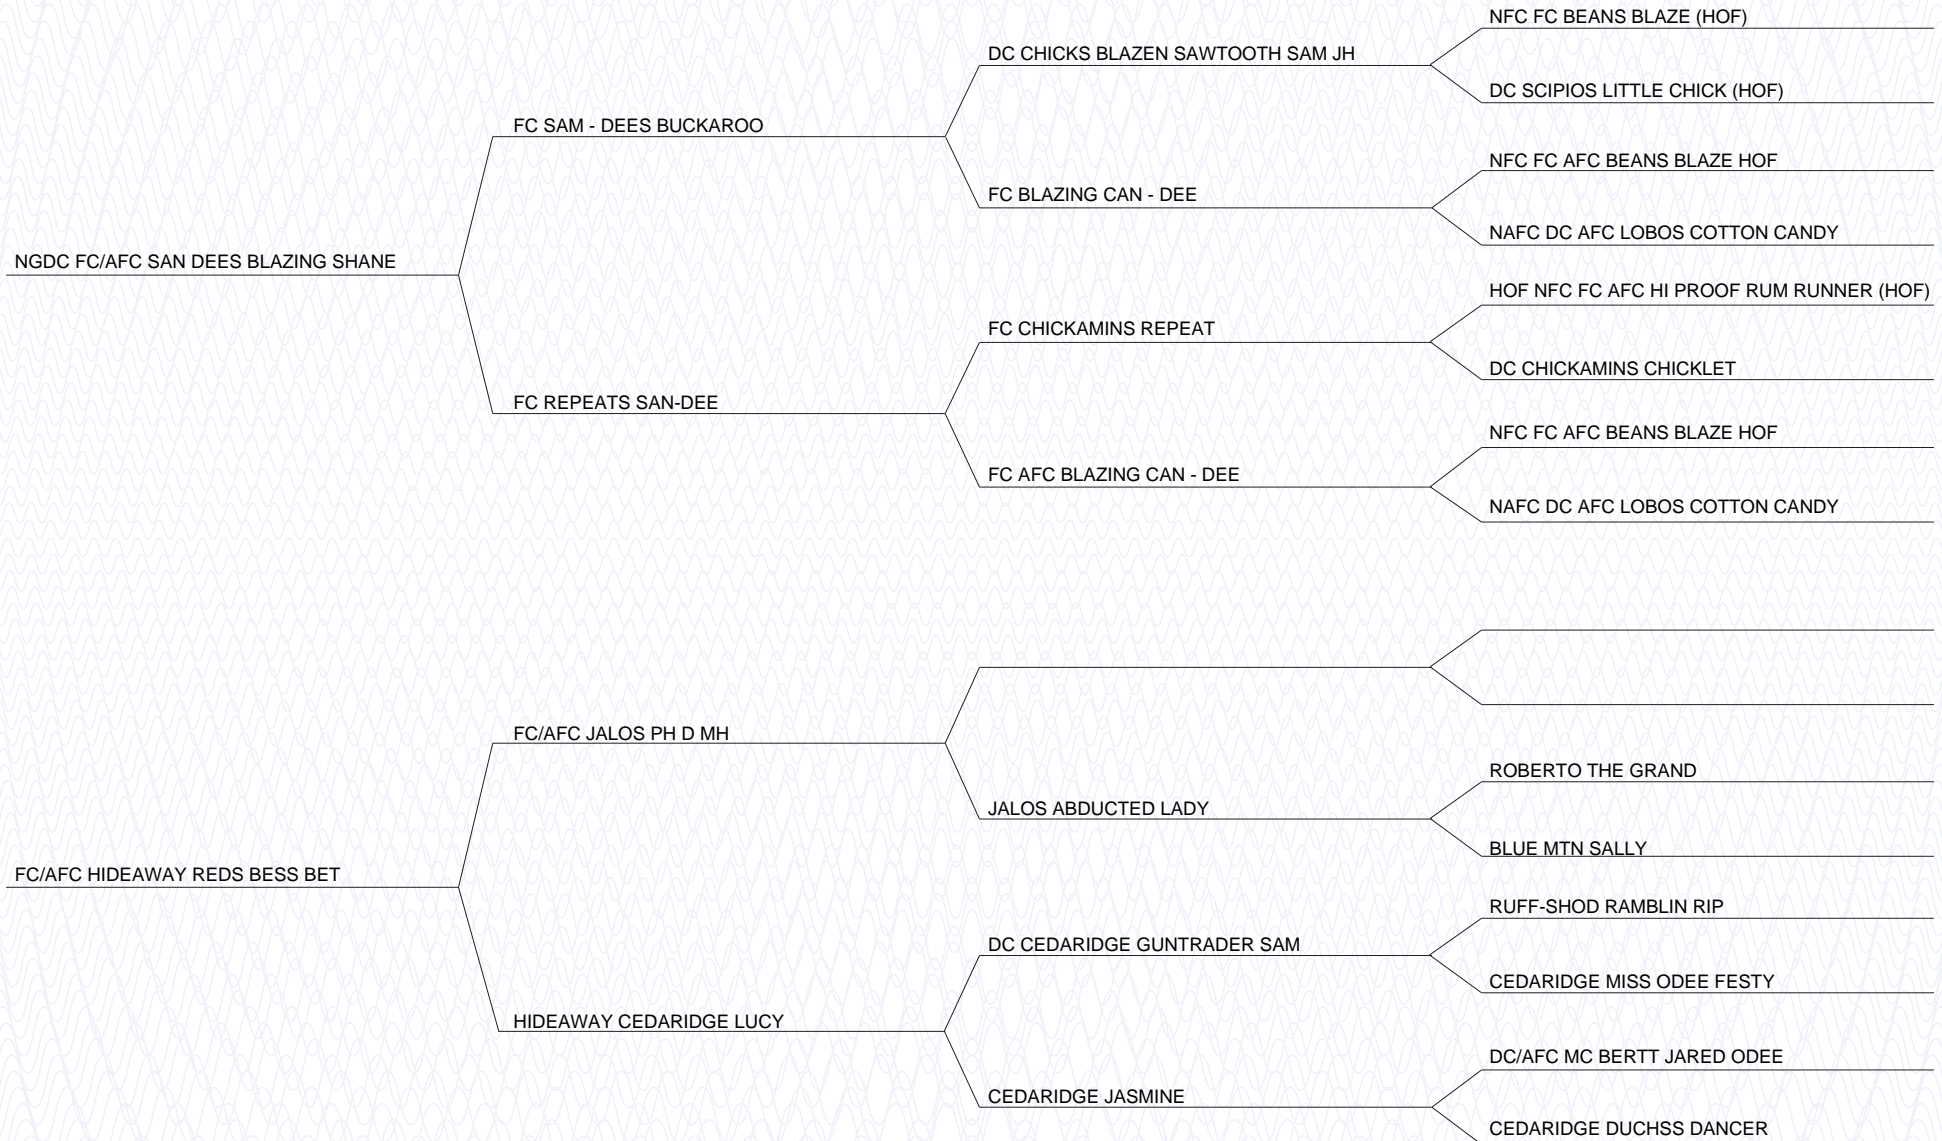 NFC FC BEANS BLAZE (HOF)
DC CHICKS BLAZEN SAWTOOTH SAM JH
DC SCIPIOS LITTLE CHICK (HOF)
FC SAM - DEES BUCKAROO
NFC FC AFC BEANS BLAZE HOF
FC BLAZING CAN - DEE
NAFC DC AFC LOBOS COTTON CANDY
NGDC FC/AFC SAN DEES BLAZING SHANE
HOF NFC FC AFC HI PROOF RUM RUNNER (HOF)
FC CHICKAMINS REPEAT
DC CHICKAMINS CHICKLET
FC REPEATS SAN-DEE
NFC FC AFC BEANS BLAZE HOF
FC AFC BLAZING CAN - DEE
NAFC DC AFC LOBOS COTTON CANDY
FC/AFC JALOS PH D MH
ROBERTO THE GRAND
JALOS ABDUCTED LADY
BLUE MTN SALLY
FC/AFC HIDEAWAY REDS BESS BET
RUFF-SHOD RAMBLIN RIP
DC CEDARIDGE GUNTRADER SAM
CEDARIDGE MISS ODEE FESTY
HIDEAWAY CEDARIDGE LUCY
DC/AFC MC BERTT JARED ODEE
CEDARIDGE JASMINE
CEDARIDGE DUCHSS DANCER